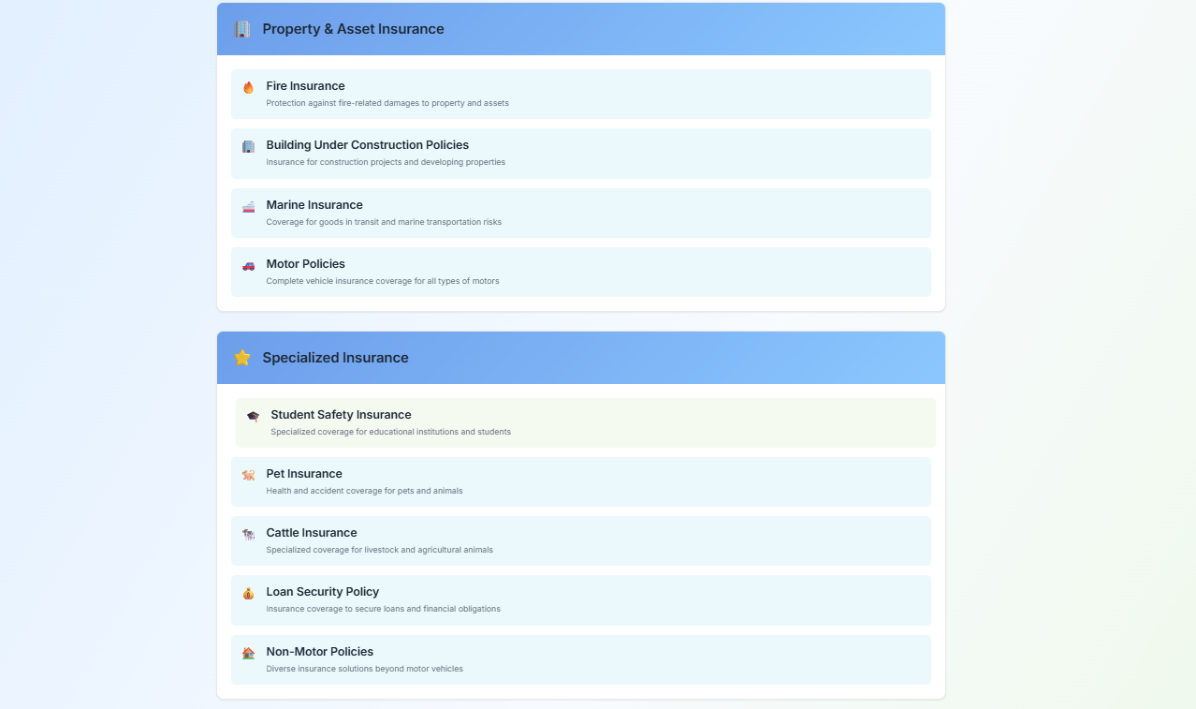 Property & Asset Insurance
Fire Insurance
Protection against fire-related damages to property and assets
Building Under Construction Policies
Insurance for construction projects and developing properties
Marine Insurance
Coverage for goods in transit and marine transportation risks
Motor Policies
Complete vehicle insurance coverage for all types of motors
Specialized Insurance
Student Safety Insurance
Specialized coverage for educational institutions and students
Pet Insurance
Health and accident coverage for pets and animals
Cattle Insurance
Specialized coverage for livestock and agricultural animals
Loan Security Policy
Insurance coverage to secure loans and financial obligations
Non-Motor Policies
Diverse insurance solutions beyond motor vehicles